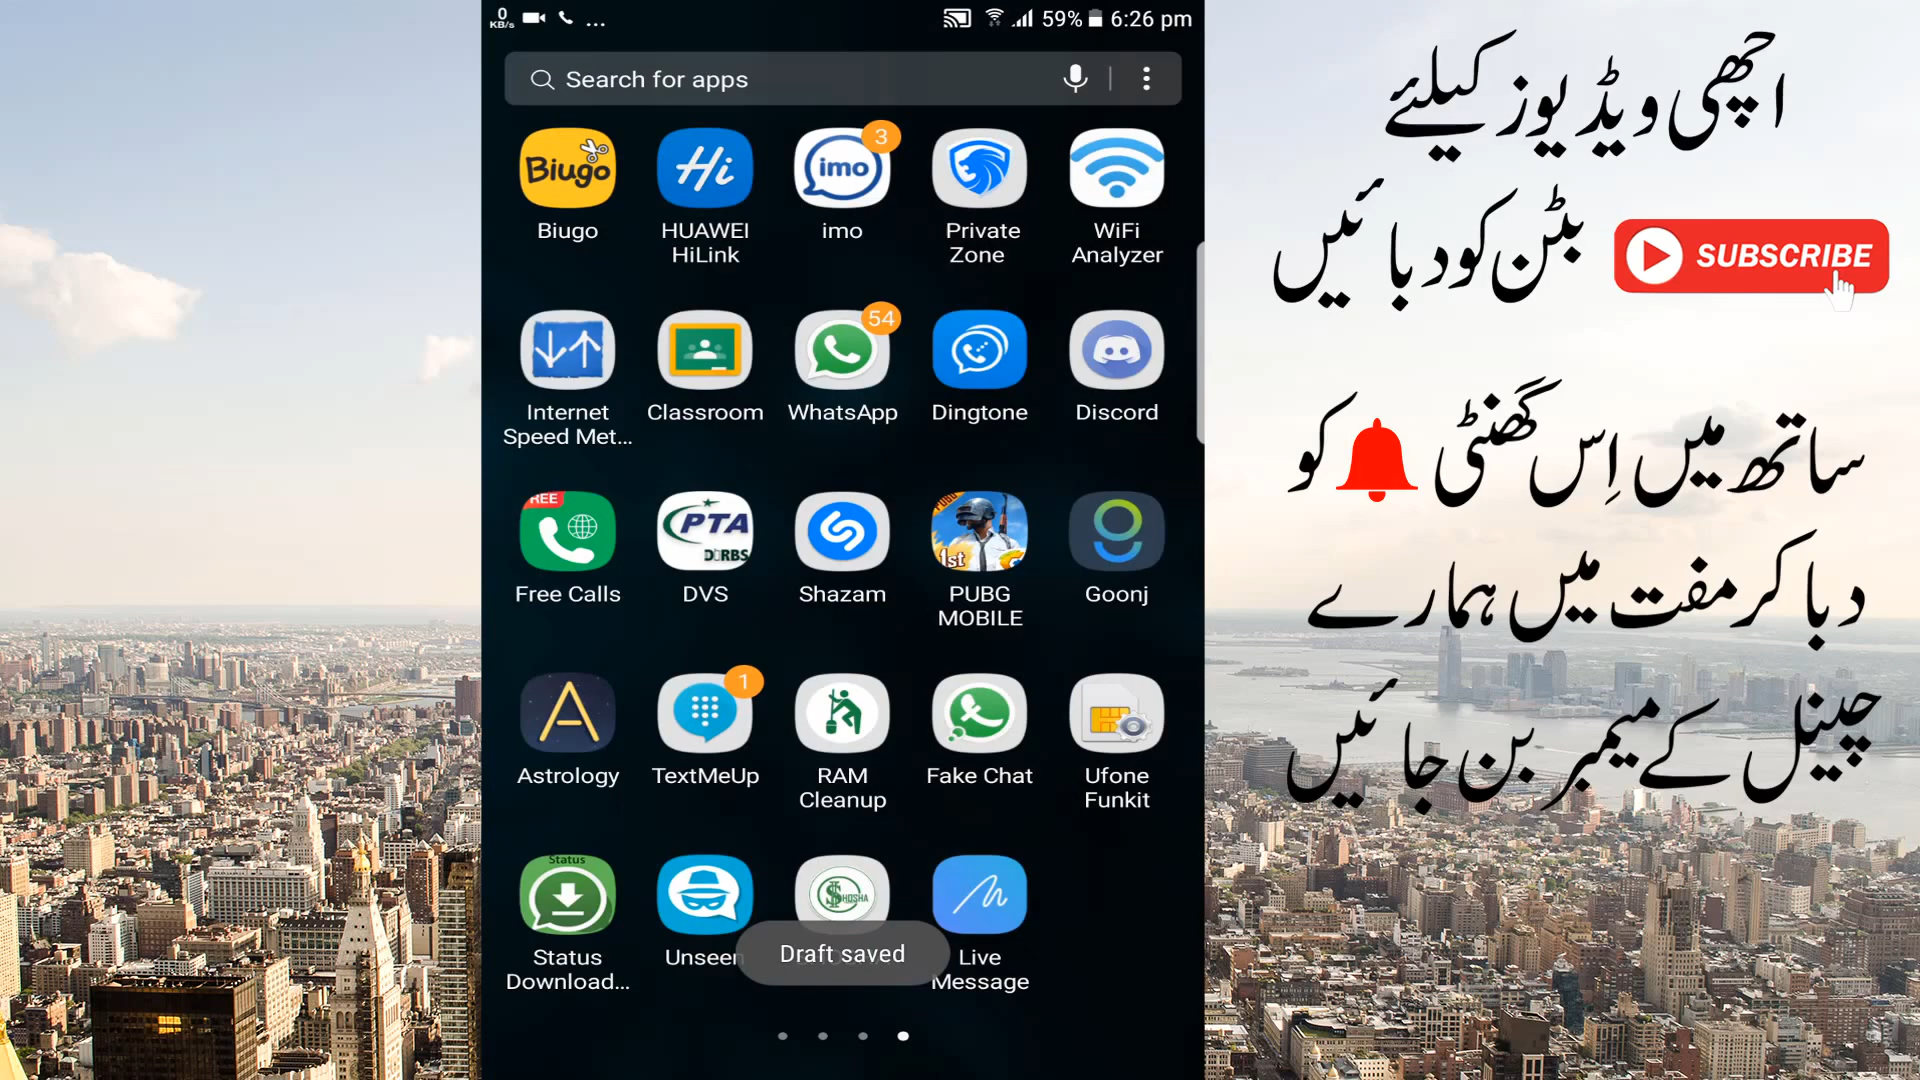 0
KB/s
... 59% 6:26 pm
Search for apps
Biugo
Hi
imo
3
Biugo
HUAWEI
HiLink
imo
Private
Zone
WiFi
Analyzer
54
Internet
Speed Met...
Classroom
WhatsApp
Dingtone
Discord
REE
PTA
DIRBS
PUBG
1st
Free Calls
DVS
Shazam
PUBG
MOBILE
Goonj
1
Astrology
TextMeUp
RAM
Cleanup
Fake Chat
Ufone
Funkit
Status
HOSHA
Status
Download...
Unseen
Live
Message
Draft saved
اچھی ویڈیوز کیلئے
SUBSCRIBE بٹن کو دبائیں
ساتھ میں اِس گھنٹی کو
دبا کر مفت میں ہمارے
چینل کے میمبر بن جائیں